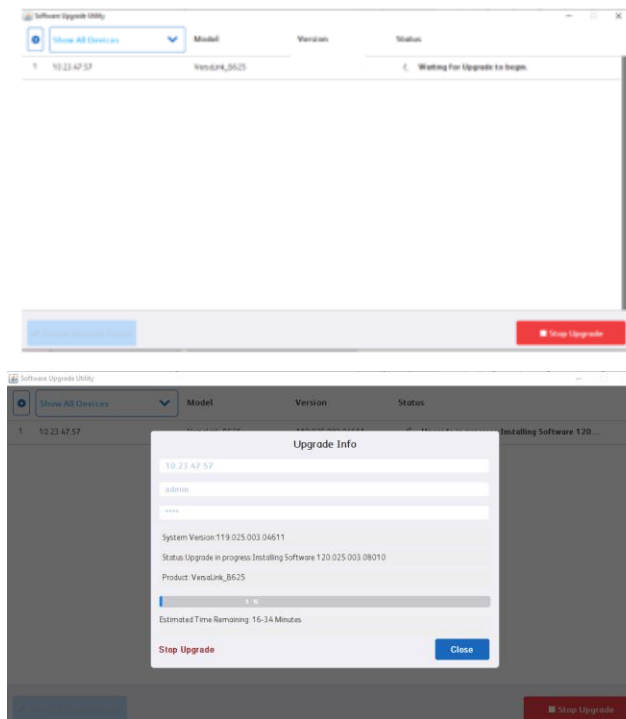 Software Upgrade Utility
Show All Devices Model Version Status
1 10.23.47.57 VersaLink_B625 Waiting for Upgrade to begin.
Stop Upgrade
Software Upgrade Utility
Show All Devices Model Version Status
1 10.23.47.57 Installing Software 120...
Upgrade Info
10.23.47.57
admin
****
System Version:119.025.003.04611
Status:Upgrade in progress:Installing Software 120.025.003.08010
Product: VersaLink_B625
%
Estimated Time Remaining: 16-34 Minutes
Stop Upgrade Close
Stop Upgrade